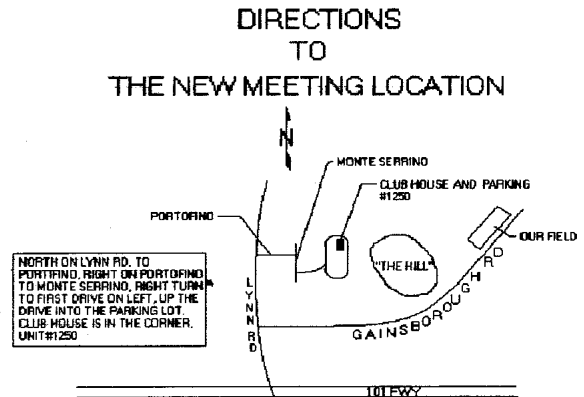 DIRECTIONS
TO
THE NEW MEETING LOCATION
N
MONTE SERRINO
CLUB HOUSE AND PARKING
#1250
PORTOFINO
OUR FIELD
"THE HILL"
NORTH ON LYNN RD. TO
PORTFINO, RIGHT ON PORTOFINO
TO MONTE SERRINO, RIGHT TURN
TO FIRST DRIVE ON LEFT, UP THE
DRIVE INTO THE PARKING LOT.
CLUB HOUSE IS IN THE CORNER.
UNIT#1250
LYNN RD
GAINSBOROUGH RD
101 FWY